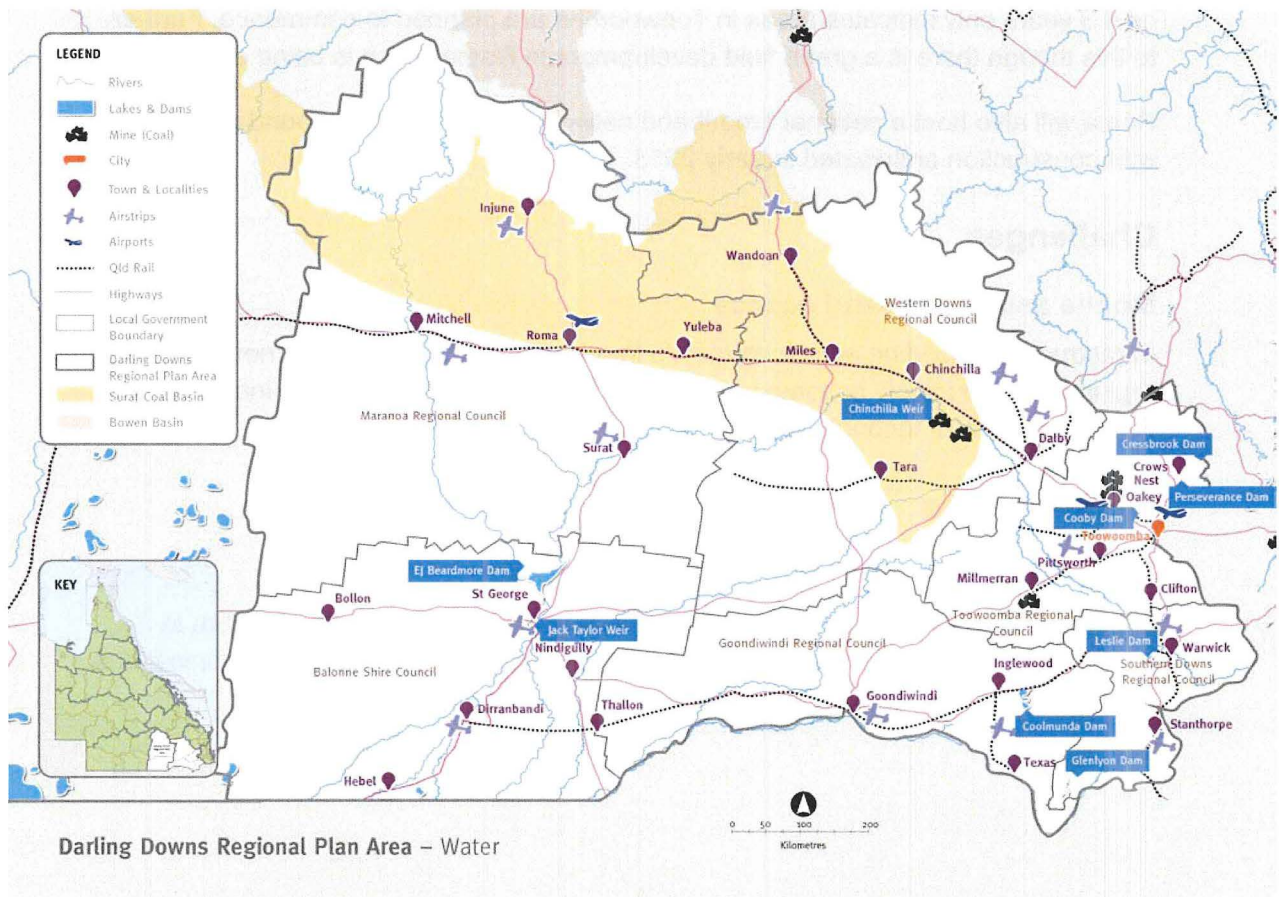 LEGEND
Rivers
Lakes & Dams
Mine (Coal)
City
Town & Localities
Airstrips
Airports
Qld Rail
Highways
Local Government
Boundary
Darling Downs
Regional Plan Area
Surat Coal Basin
Bowen Basin
Injune
Wandoan
Western Downs
Regional Council
Mitchell
Roma
Yuleba
Miles
Chinchilla
Chinchilla Weir
Maranoa Regional Council
Surat
Tara
Dalby
Cressbrook Dam
Crows
Nest
Perseverance Dam
Oakey
Cooby Dam
Toowoomba
Pittsworth
Millmerran
Clifton
Toowoomba Regional
Council
EJ Beardmore Dam
Bollon
St George
Jack Taylor Weir
Nindigully
Goondiwindi Regional Council
Leslie Dam
Warwick
Southern Downs
Regional Council
Balonne Shire Council
Inglewood
Dirranbandi
Thallon
Goondiwindi
Coolmunda Dam
Stanthorpe
Hebel
Texas
Glenlyon Dam
KEY
0 50 100 200
Kilometres
Darling Downs Regional Plan Area – Water